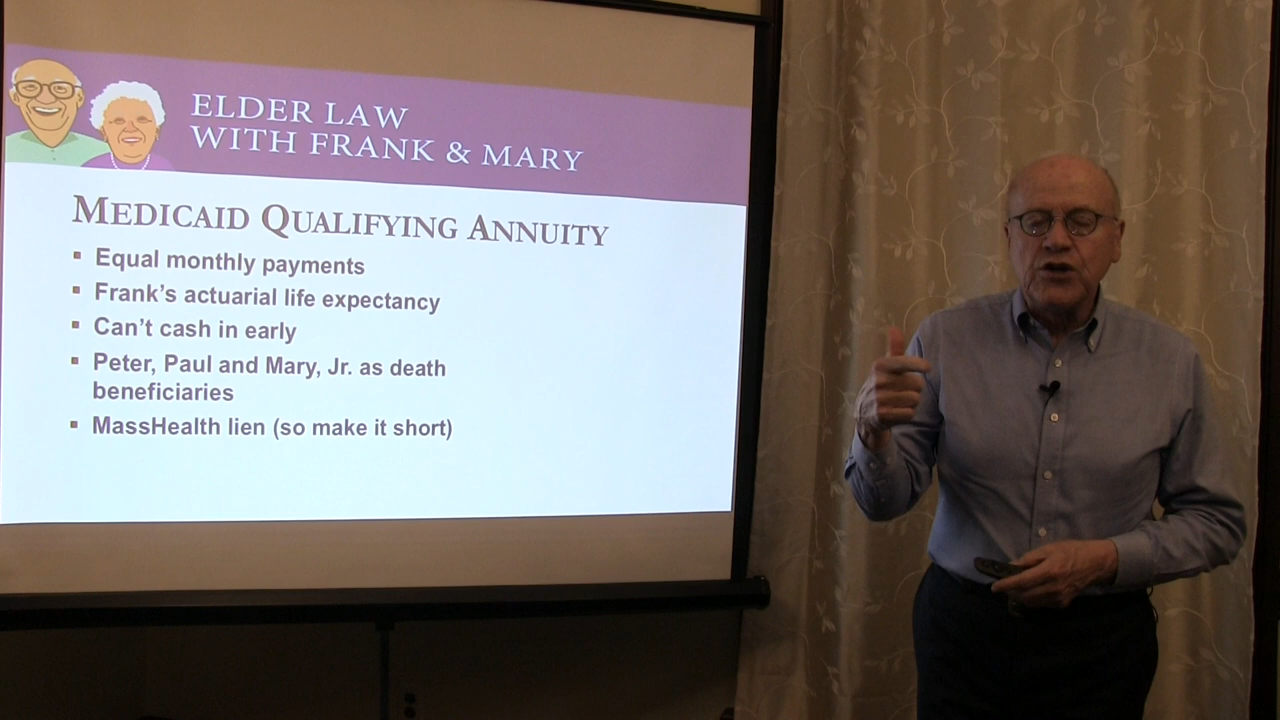 ELDER LAW
WITH FRANK & MARY
MEDICAID QUALIFYING ANNUITY
▪ Equal monthly payments
▪ Frank's actuarial life expectancy
▪ Can't cash in early
▪ Peter, Paul and Mary, Jr. as death
beneficiaries
▪ MassHealth lien (so make it short)